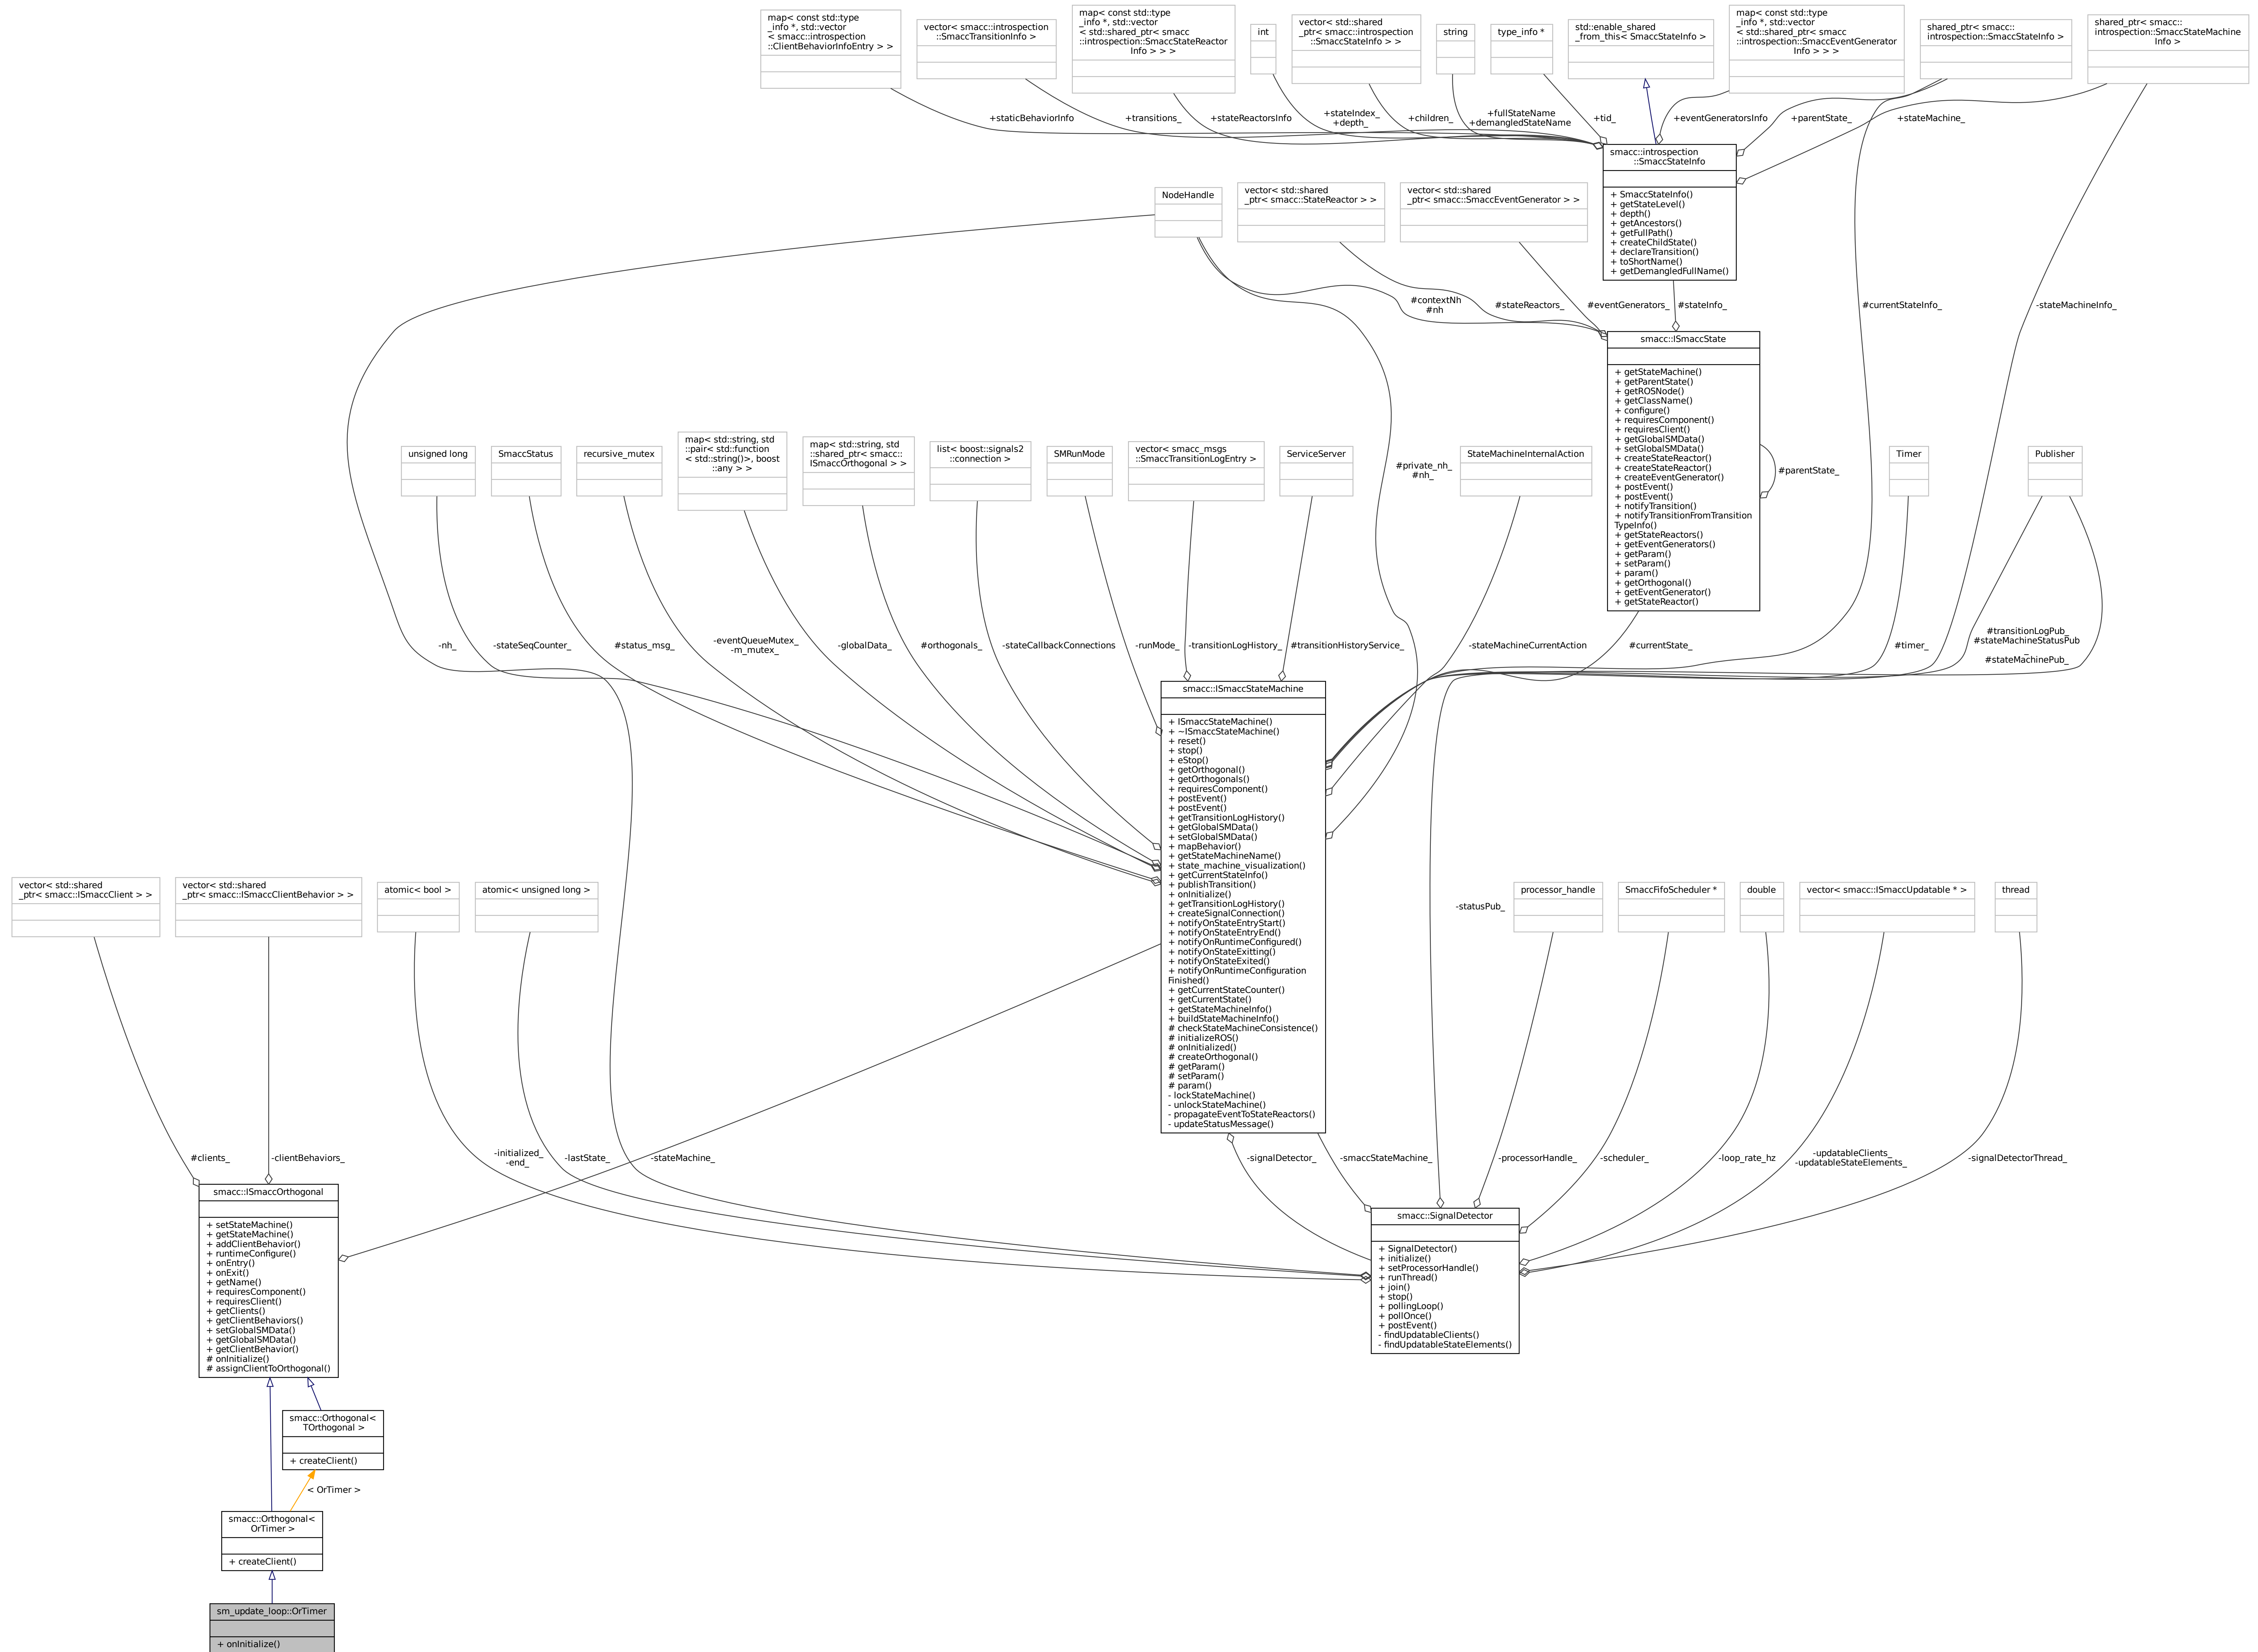 map< const std::type
_info *, std::vector
< smacc::introspection
::ClientBehaviorInfoEntry > >
vector< smacc::introspection
::SmaccTransitionInfo >
map< const std::type
_info *, std::vector
< std::shared_ptr< smacc
::introspection::SmaccStateReactor
Info > > >
int
vector< std::shared
_ptr< smacc::introspection
::SmaccStateInfo > >
string
type_info *
std::enable_shared
_from_this< SmaccStateInfo >
map< const std::type
_info *, std::vector
< std::shared_ptr< smacc
::introspection::SmaccEventGenerator
Info > > >
shared_ptr< smacc::
introspection::SmaccStateInfo >
shared_ptr< smacc::
introspection::SmaccStateMachine
Info >
+staticBehaviorInfo
+transitions_
+stateReactorsInfo
+stateIndex_
+depth_
+children_
+fullStateName
+demangledStateName
+tid_
+eventGeneratorsInfo
+parentState_
+stateMachine_
smacc::introspection
::SmaccStateInfo
+ SmaccStateInfo()
+ getStateLevel()
+ depth()
+ getAncestors()
+ getFullPath()
+ createChildState()
+ declareTransition()
+ toShortName()
+ getDemangledFullName()
NodeHandle
vector< std::shared
_ptr< smacc::StateReactor > >
vector< std::shared
_ptr< smacc::SmaccEventGenerator > >
#contextNh
#nh
#stateReactors_
#eventGenerators_
#stateInfo_
#currentStateInfo_
-stateMachineInfo_
smacc::ISmaccState
+ getStateMachine()
+ getParentState()
+ getROSNode()
+ getClassName()
+ configure()
+ requiresComponent()
+ requiresClient()
+ getGlobalSMData()
+ setGlobalSMData()
+ createStateReactor()
+ createStateReactor()
+ createEventGenerator()
+ postEvent()
+ postEvent()
+ notifyTransition()
+ notifyTransitionFromTransition
TypeInfo()
+ getStateReactors()
+ getEventGenerators()
+ getParam()
+ setParam()
+ param()
+ getOrthogonal()
+ getEventGenerator()
+ getStateReactor()
#parentState_
unsigned long
SmaccStatus
recursive_mutex
map< std::string, std
::pair< std::function
< std::string()>, boost
::any > >
map< std::string, std
::shared_ptr< smacc::
ISmaccOrthogonal > >
list< boost::signals2
::connection >
SMRunMode
vector< smacc_msgs
::SmaccTransitionLogEntry >
ServiceServer
#private_nh_
#nh_
StateMachineInternalAction
Timer
Publisher
-nh_
-stateSeqCounter_
#status_msg_
-eventQueueMutex_
-m_mutex_
-globalData_
#orthogonals_
-stateCallbackConnections
-runMode_
-transitionLogHistory_
#transitionHistoryService_
-stateMachineCurrentAction
#currentState_
#timer_
#transitionLogPub_
#stateMachineStatusPub
_
#stateMachinePub_
smacc::ISmaccStateMachine
+ ISmaccStateMachine()
+ ~ISmaccStateMachine()
+ reset()
+ stop()
+ eStop()
+ getOrthogonal()
+ getOrthogonals()
+ requiresComponent()
+ postEvent()
+ postEvent()
+ getTransitionLogHistory()
+ getGlobalSMData()
+ setGlobalSMData()
+ mapBehavior()
+ getStateMachineName()
+ state_machine_visualization()
+ getCurrentStateInfo()
+ publishTransition()
+ onInitialize()
+ getTransitionLogHistory()
+ createSignalConnection()
+ notifyOnStateEntryStart()
+ notifyOnStateEntryEnd()
+ notifyOnRuntimeConfigured()
+ notifyOnStateExitting()
+ notifyOnStateExited()
+ notifyOnRuntimeConfiguration
Finished()
+ getCurrentStateCounter()
+ getCurrentState()
+ getStateMachineInfo()
+ buildStateMachineInfo()
# checkStateMachineConsistence()
# initializeROS()
# onInitialized()
# createOrthogonal()
# getParam()
# setParam()
# param()
- lockStateMachine()
- unlockStateMachine()
- propagateEventToStateReactors()
- updateStatusMessage()
vector< std::shared
_ptr< smacc::ISmaccClient > >
vector< std::shared
_ptr< smacc::ISmaccClientBehavior > >
atomic< bool >
atomic< unsigned long >
-statusPub_
processor_handle
SmaccFifoScheduler *
double
vector< smacc::ISmaccUpdatable * >
thread
#clients_
-clientBehaviors_
-initialized_
-end_
-lastState_
-stateMachine_
-signalDetector_
-smaccStateMachine_
-processorHandle_
-scheduler_
-loop_rate_hz
-updatableClients_
-updatableStateElements_
-signalDetectorThread_
smacc::ISmaccOrthogonal
+ setStateMachine()
+ getStateMachine()
+ addClientBehavior()
+ runtimeConfigure()
+ onEntry()
+ onExit()
+ getName()
+ requiresComponent()
+ requiresClient()
+ getClients()
+ getClientBehaviors()
+ setGlobalSMData()
+ getGlobalSMData()
+ getClientBehavior()
# onInitialize()
# assignClientToOrthogonal()
smacc::SignalDetector
+ SignalDetector()
+ initialize()
+ setProcessorHandle()
+ runThread()
+ join()
+ stop()
+ pollingLoop()
+ pollOnce()
+ postEvent()
- findUpdatableClients()
- findUpdatableStateElements()
smacc::Orthogonal<
TOrthogonal >
+ createClient()
< OrTimer >
smacc::Orthogonal<
OrTimer >
+ createClient()
sm_update_loop::OrTimer
+ onInitialize()